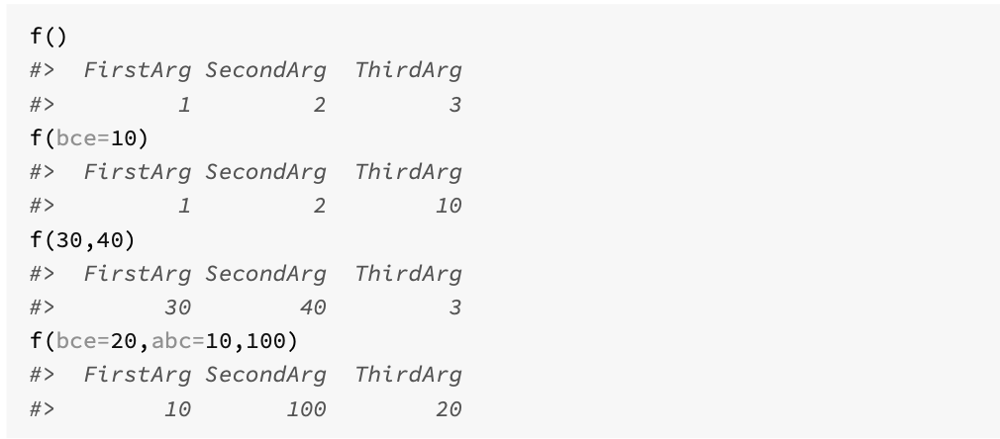 f()
#>  FirstArg SecondArg  ThirdArg
#>         1         2         3
f(bce=10)
#>  FirstArg SecondArg  ThirdArg
#>         1         2        10
f(30,40)
#>  FirstArg SecondArg  ThirdArg
#>        30        40         3
f(bce=20,abc=10,100)
#>  FirstArg SecondArg  ThirdArg
#>        10       100        20